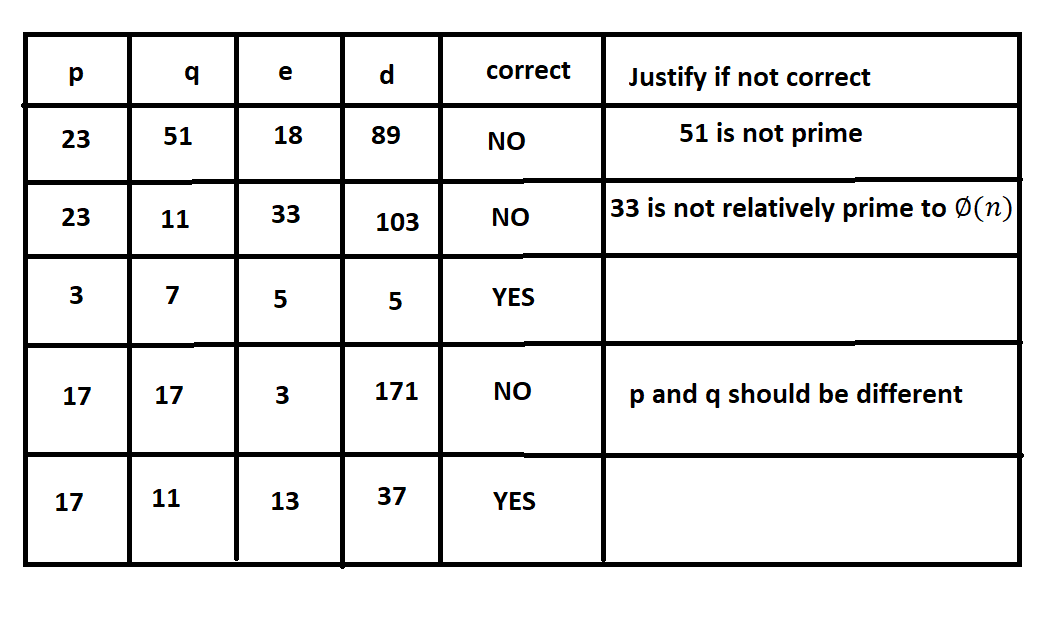 p q e d correct Justify if not correct
23 51 18 89 NO 51 is not prime
23 11 33 103 NO 33 is not relatively prime to Ø(n)
3 7 5 5 YES
17 17 3 171 NO p and q should be different
17 11 13 37 YES